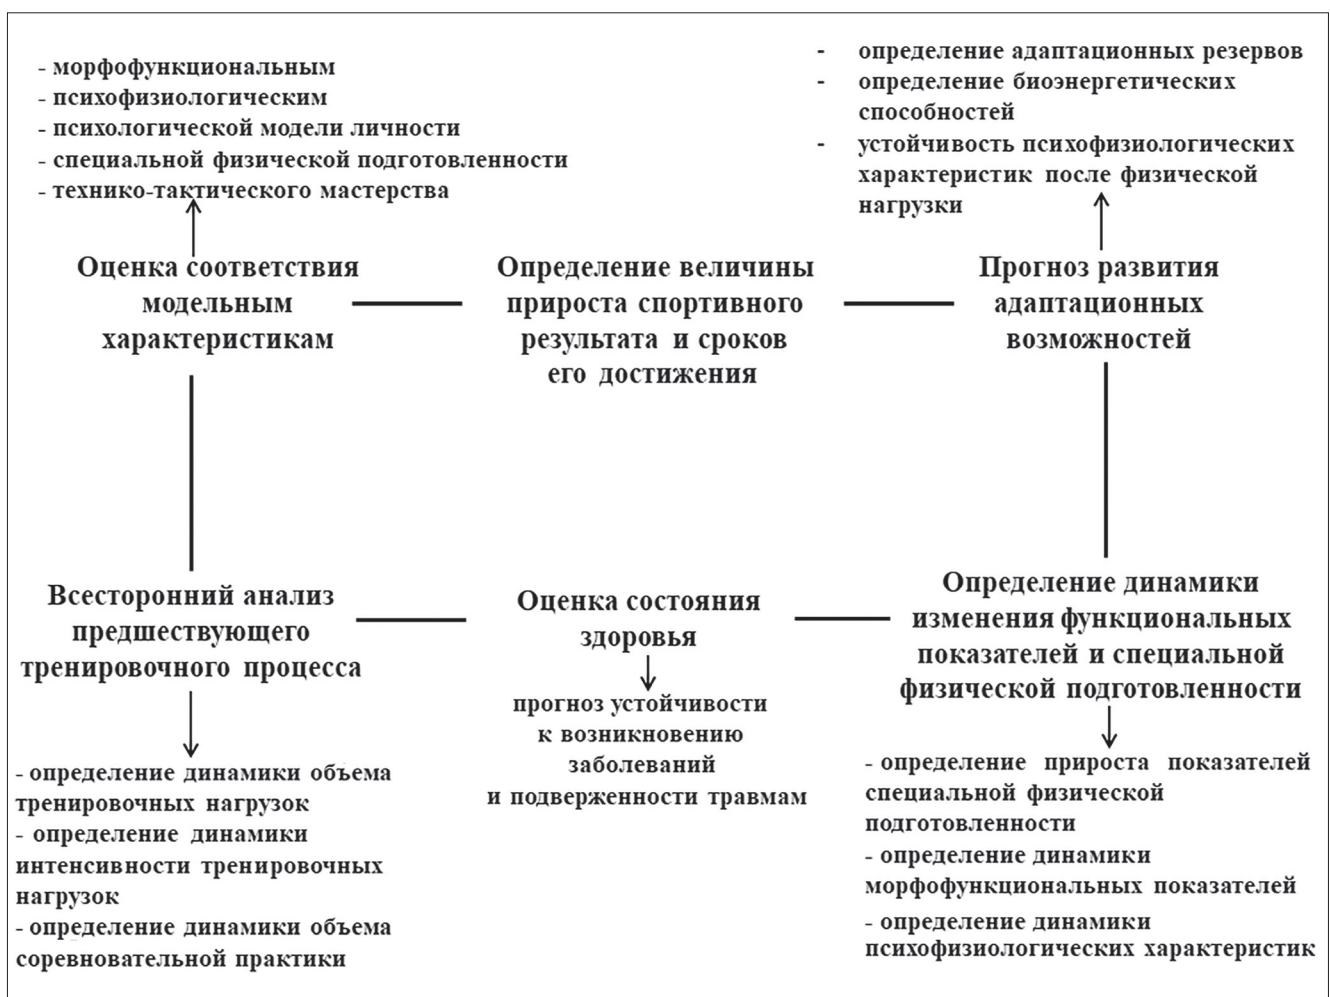 - морфофункциональным
- психофизиологическим
- психологической модели личности
- специальной физической подготовленности
- технико-тактического мастерства
- определение адаптационных резервов
- определение биоэнергетических
способностей
- устойчивость психофизиологических
характеристик после физической
нагрузки
Оценка соответствия
модельным
характеристикам
Определение величины
прироста спортивного
результата и сроков
его достижения
Прогноз развития
адаптационных
возможностей
Всесторонний анализ
предшествующего
тренировочного процесса
Оценка состояния
здоровья
Определение динамики
изменения функциональных
показателей и специальной
физической подготовленности
- определение динамики объема
тренировочных нагрузок
- определение динамики
интенсивности тренировочных
нагрузок
- определение динамики объема
соревновательной практики
прогноз устойчивости
к возникновению
заболеваний
и подверженности травмам
- определение прироста показателей
специальной физической
подготовленности
- определение динамики
морфофункциональных показателей
- определение динамики
психофизиологических характеристик